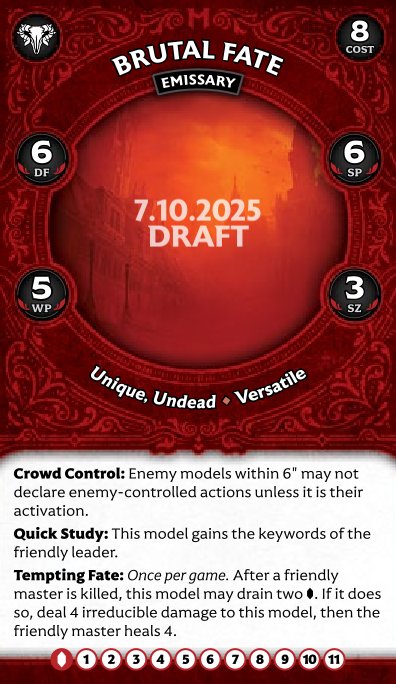 8
COST
BRUTAL FATE
EMISSARY
6
DF
6
SP
7.10.2025
DRAFT
5
WP
3
SZ
Unique, Undead • Versatile
Crowd Control: Enemy models within 6" may not
declare enemy-controlled actions unless it is their
activation.
Quick Study: This model gains the keywords of the
friendly leader.
Tempting Fate: Once per game. After a friendly
master is killed, this model may drain two . If it does
so, deal 4 irreducible damage to this model, then the
friendly master heals 4.
1 2 3 4 5 6 7 8 9 10 11